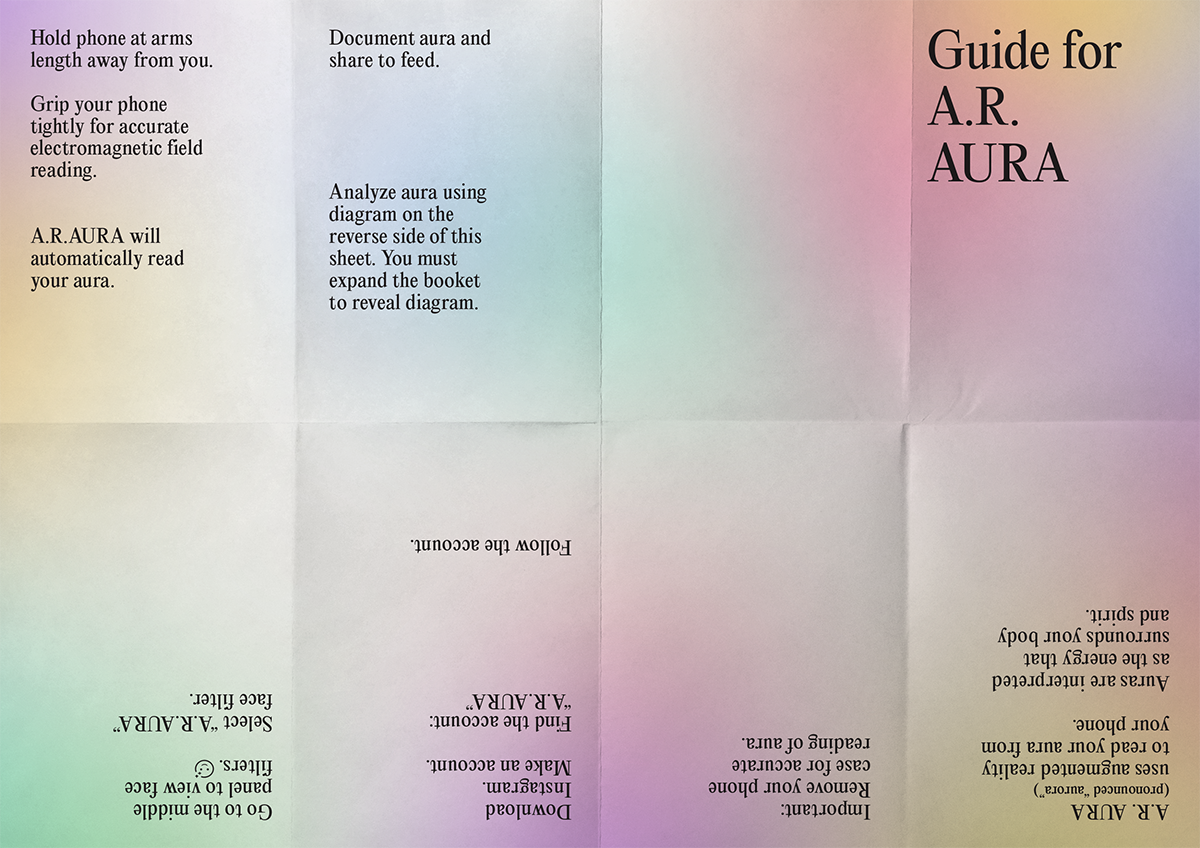 Guide for
A.R.
AURA
A.R. AURA
(pronounced “aurora”)
uses augmented reality
to read your aura from
your phone.
Auras are interpreted
as the energy that
surrounds your body
and spirit.
Important:
Remove your phone
case for accurate
reading of aura.
Download
Instagram.
Make an account.
Find the account:
“A.R.AURA”
Follow the account.
Go to the middle
panel to view face
filters. ☺
Select “A.R.AURA”
face filter.
Hold phone at arms
length away from you.
Grip your phone
tightly for accurate
electromagnetic field
reading.
A.R.AURA will
automatically read
your aura.
Document aura and
share to feed.
Analyze aura using
diagram on the
reverse side of this
sheet. You must
expand the booket
to reveal diagram.